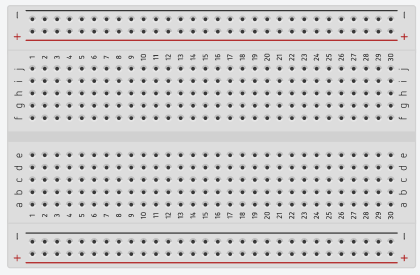 − −
+ +
1 2 3 4 5 6 7 8 9 10 11 12 13 14 15 16 17 18 19 20 21 22 23 24 25 26 27 28 29 30
j j
i i
h h
g g
f f
e e
d d
c c
b b
a a
1 2 3 4 5 6 7 8 9 10 11 12 13 14 15 16 17 18 19 20 21 22 23 24 25 26 27 28 29 30
− −
+ +